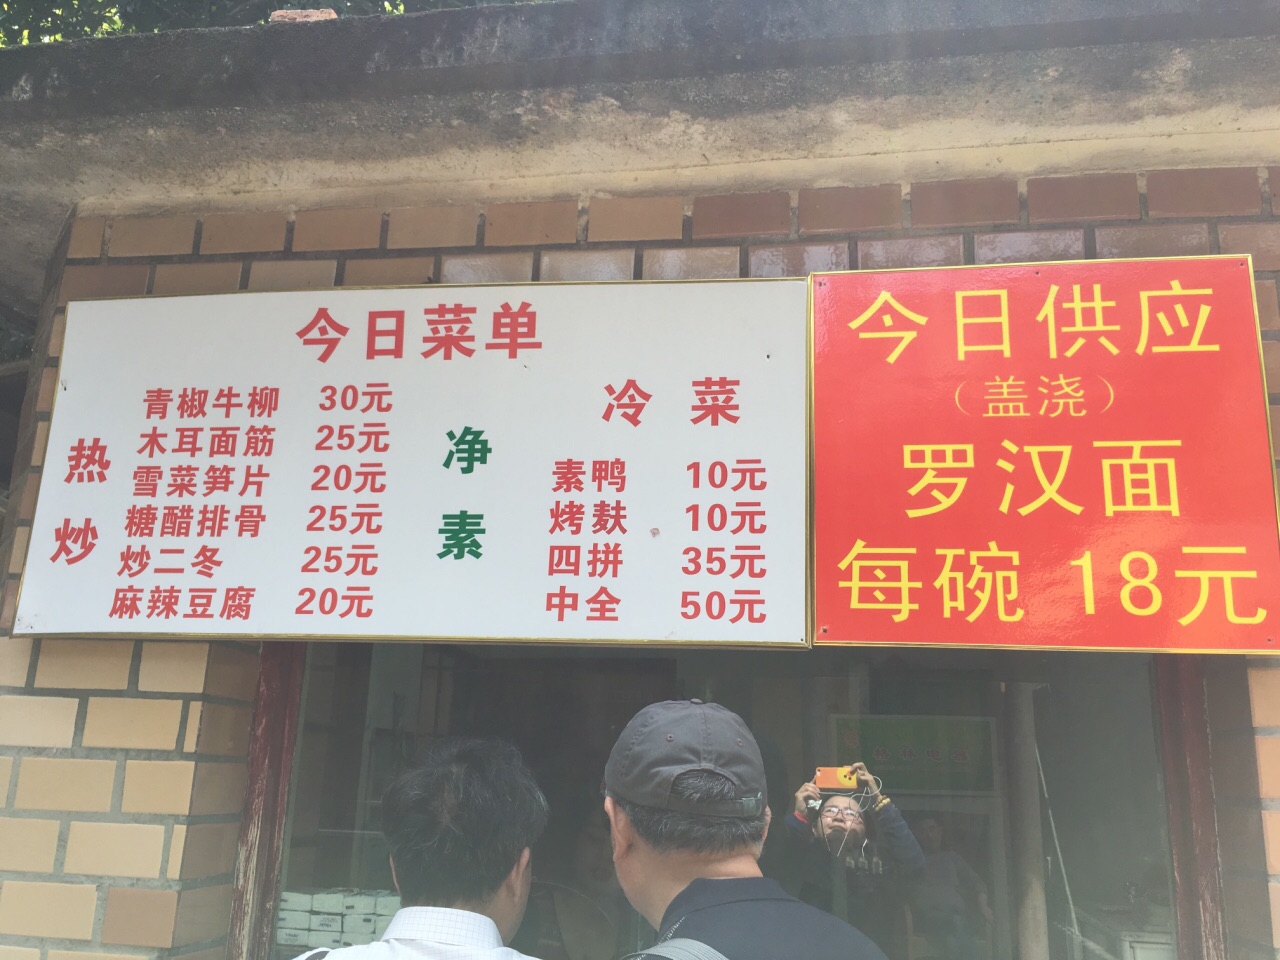 今日菜单
热炒
青椒牛柳 30元
木耳面筋 25元
雪菜笋片 20元
糖醋排骨 25元
炒二冬 25元
麻辣豆腐 20元
净素
冷菜
素鸭 10元
烤麸 10元
四拼 35元
中全 50元
今日供应
（盖浇）
罗汉面
每碗 18元